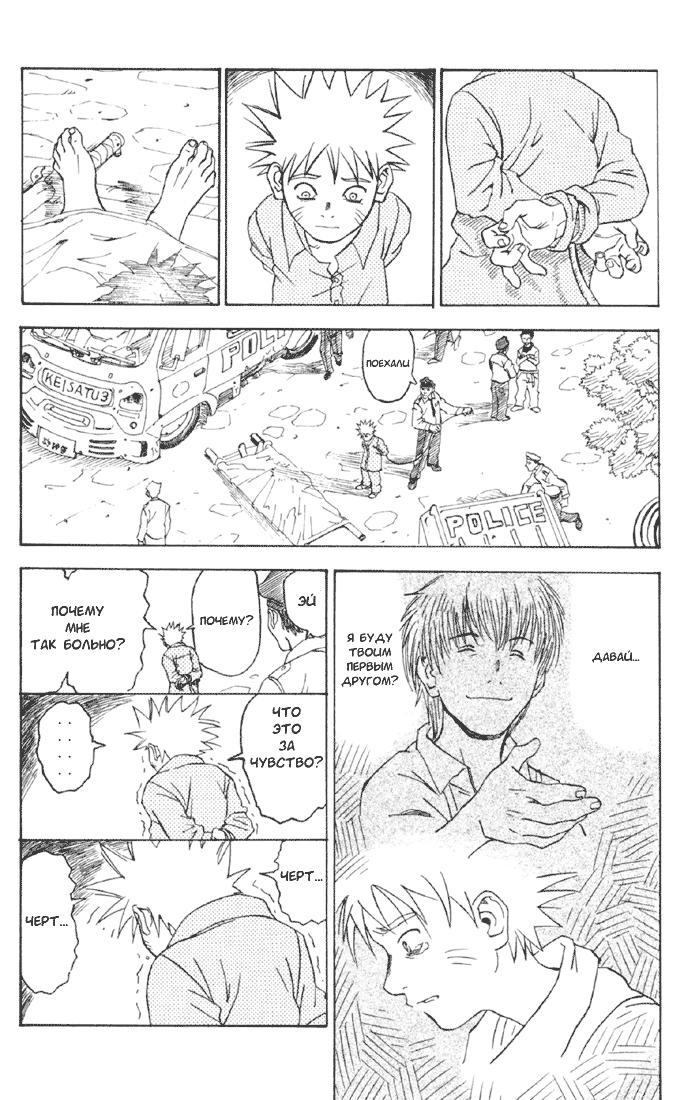 POLICE
KEISATU3
ПОЕХАЛИ
POLICE
ДАВАЙ...
Я БУДУ
ТВОИМ
ПЕРВЫМ
ДРУГОМ?
ЭЙ
ПОЧЕМУ?
ПОЧЕМУ
МНЕ
ТАК БОЛЬНО?
ЧТО
ЭТО
ЗА
ЧУВСТВО?
. .
. .
. .
. .
ЧЕРТ...
ЧЕРТ...